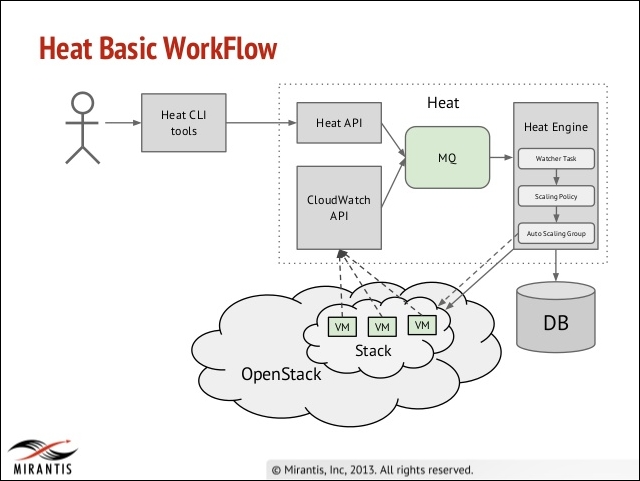 Heat Basic WorkFlow
Heat CLI
tools
Heat
Heat API
CloudWatch
API
MQ
Heat Engine
Watcher Task
Scaling Policy
Auto Scaling Group
DB
VM
VM
VM
Stack
OpenStack
MIRANTIS
© Mirantis, Inc, 2013. All rights reserved.